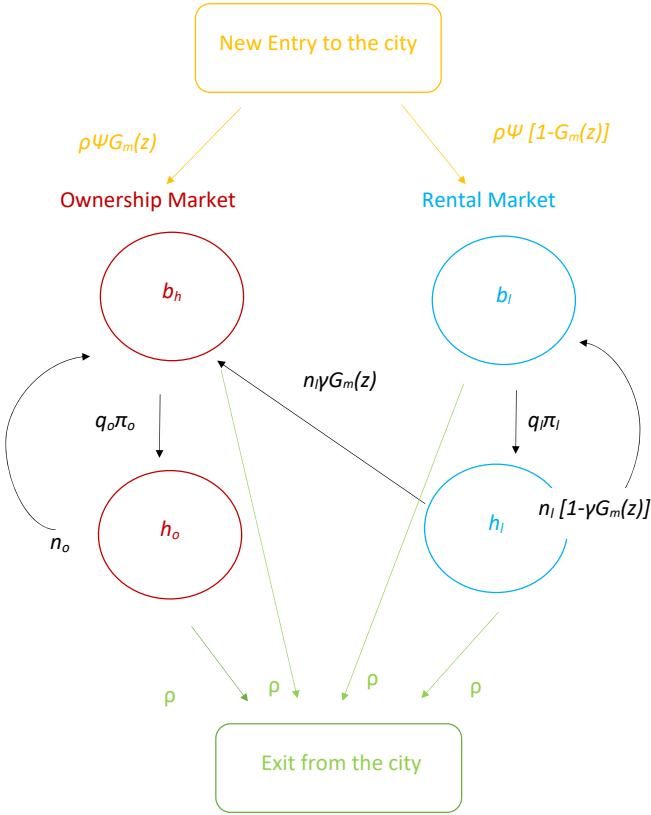 New Entry to the city
ρΨGₘ(z)
ρΨ [1-Gₘ(z)]
Ownership Market
Rental Market
bₕ
bₗ
nₗγGₘ(z)
qₒπₒ
qₗπₗ
nₒ
hₒ
hₗ
nₗ [1-γGₘ(z)]
ρ
ρ
ρ
ρ
Exit from the city